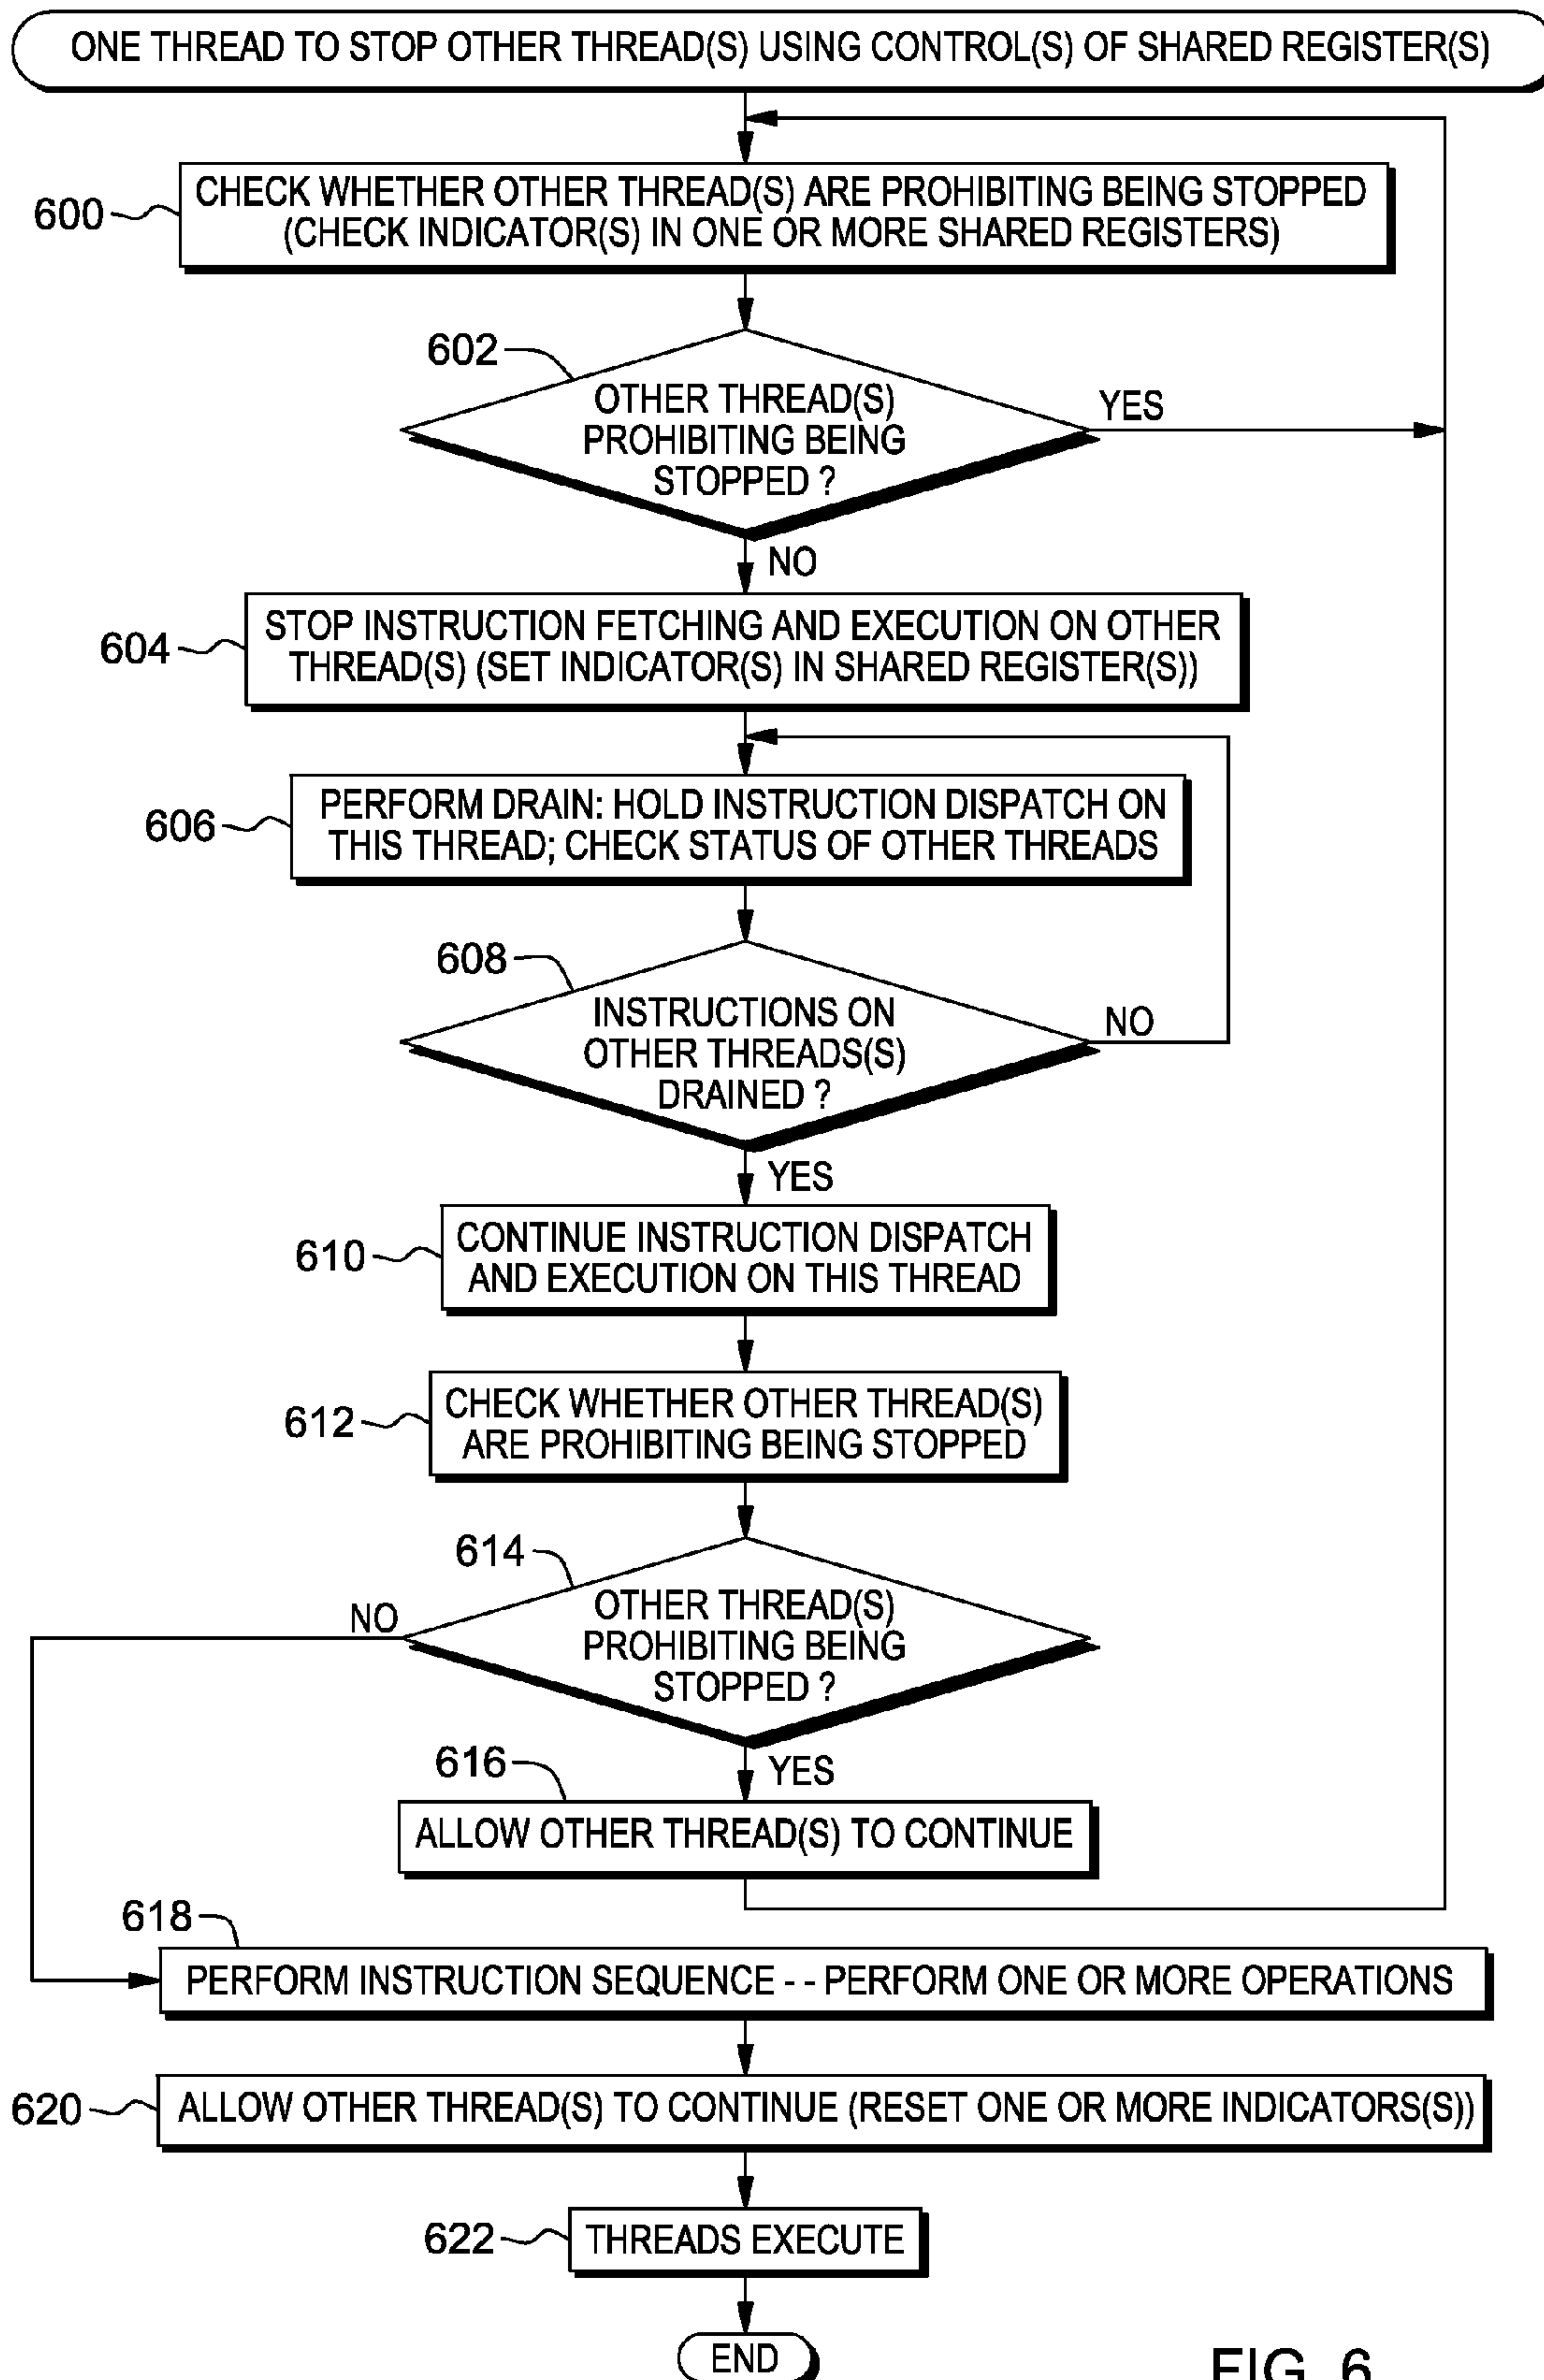 ONE THREAD TO STOP OTHER THREAD(S) USING CONTROL(S) OF SHARED REGISTER(S)
600
CHECK WHETHER OTHER THREAD(S) ARE PROHIBITING BEING STOPPED
(CHECK INDICATOR(S) IN ONE OR MORE SHARED REGISTERS)
602
OTHER THREAD(S)
PROHIBITING BEING
STOPPED ?
YES
NO
604
STOP INSTRUCTION FETCHING AND EXECUTION ON OTHER
THREAD(S) (SET INDICATOR(S) IN SHARED REGISTER(S))
606
PERFORM DRAIN: HOLD INSTRUCTION DISPATCH ON
THIS THREAD; CHECK STATUS OF OTHER THREADS
608
INSTRUCTIONS ON
OTHER THREADS(S)
DRAINED ?
NO
YES
610
CONTINUE INSTRUCTION DISPATCH
AND EXECUTION ON THIS THREAD
612
CHECK WHETHER OTHER THREAD(S)
ARE PROHIBITING BEING STOPPED
614
OTHER THREAD(S)
PROHIBITING BEING
STOPPED ?
NO
YES
616
ALLOW OTHER THREAD(S) TO CONTINUE
618
PERFORM INSTRUCTION SEQUENCE - - PERFORM ONE OR MORE OPERATIONS
620
ALLOW OTHER THREAD(S) TO CONTINUE (RESET ONE OR MORE INDICATORS(S))
622
THREADS EXECUTE
END
FIG. 6